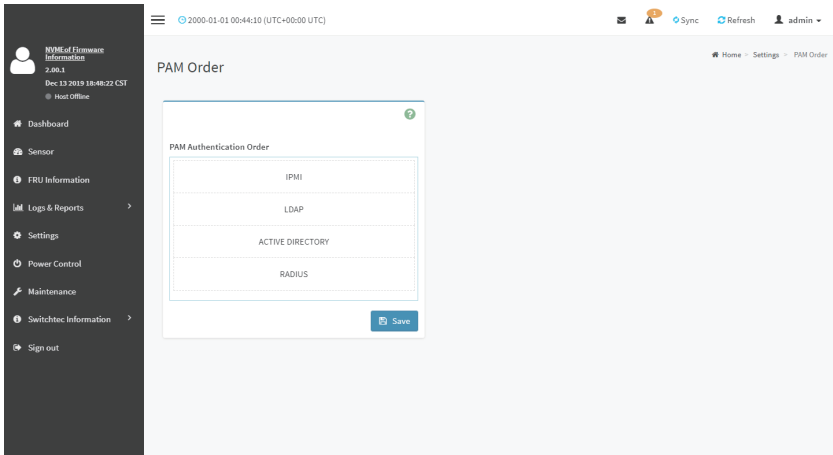 2000-01-01 00:44:10 (UTC+00:00 UTC)
1
Sync
Refresh
admin
NVMEof Firmware
Information
2.00.1
Dec 13 2019 18:48:22 CST
Host Offline
Dashboard
Sensor
FRU Information
Logs & Reports
Settings
Power Control
Maintenance
Switchtec Information
Sign out
PAM Order
Home
Settings
PAM Order
PAM Authentication Order
IPMI
LDAP
ACTIVE DIRECTORY
RADIUS
Save